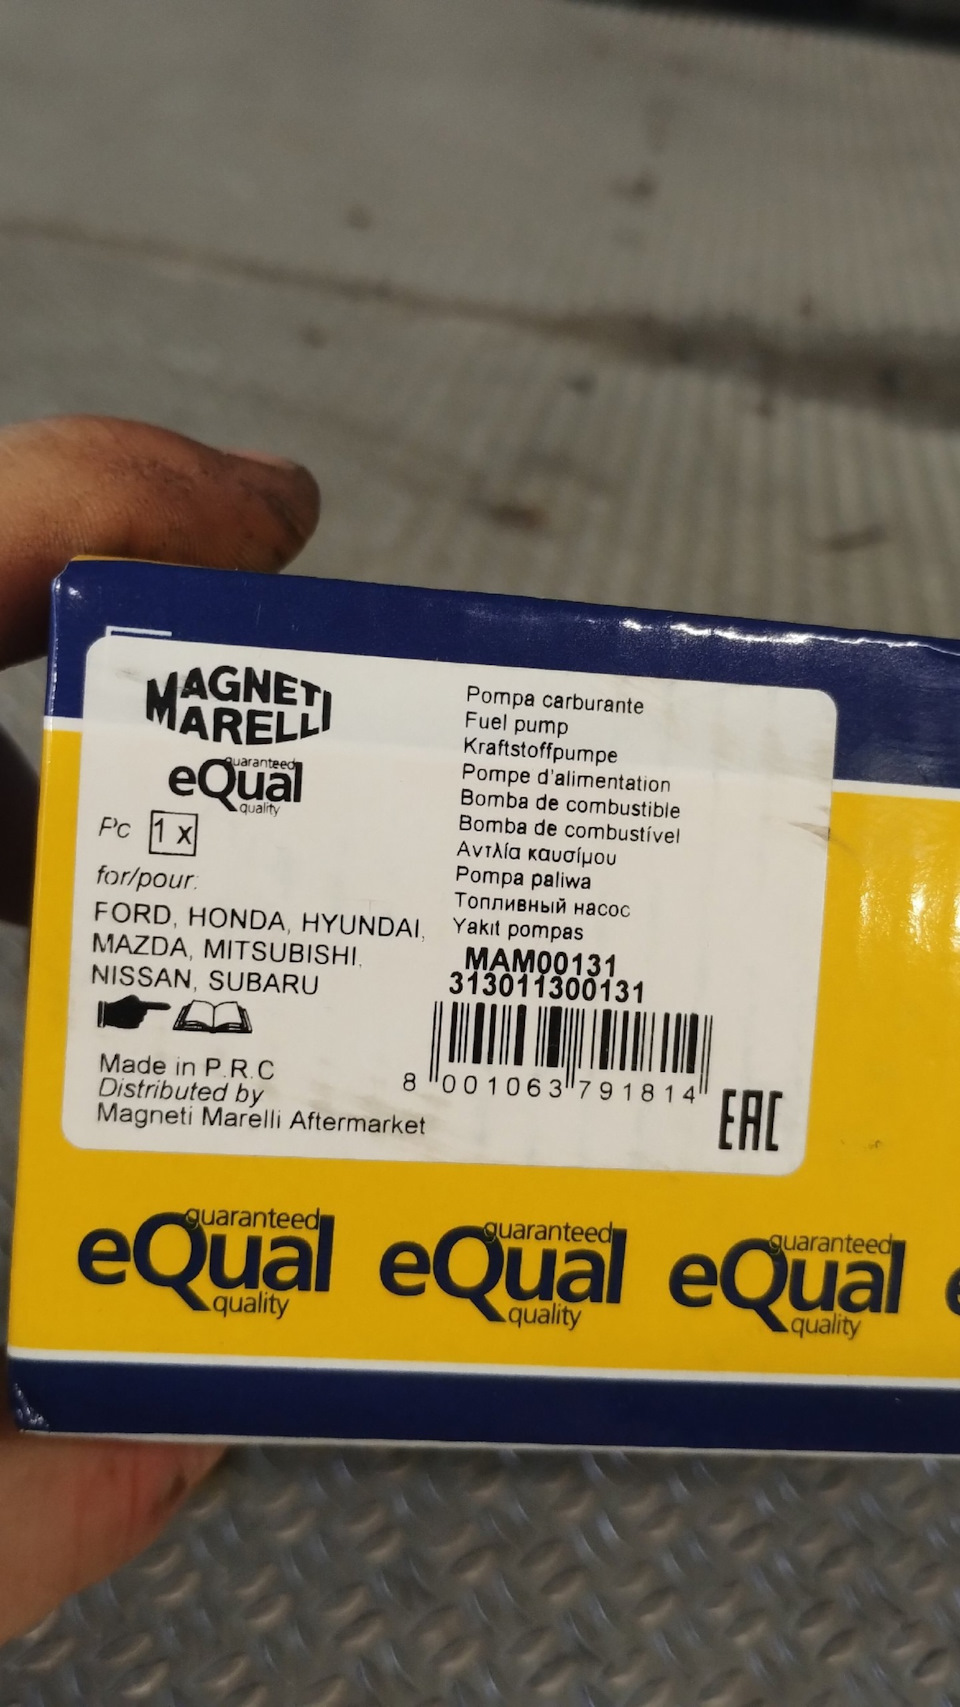 MAGNETI
MARELLI
guaranteed
eQual
quality
Pc 1 x
for/pour:
FORD, HONDA, HYUNDAI,
MAZDA, MITSUBISHI,
NISSAN, SUBARU
Made in P.R.C
Distributed by
Magneti Marelli Aftermarket
Pompa carburante
Fuel pump
Kraftstoffpumpe
Pompe d'alimentation
Bomba de combustible
Bomba de combustível
Αντλία καυσίμου
Pompa paliwa
Топливный насос
Yakıt pompas
MAM00131
313011300131
8 001063 791814
EAC
guaranteed
eQual
quality
guaranteed
eQual
quality
guaranteed
eQual
quality